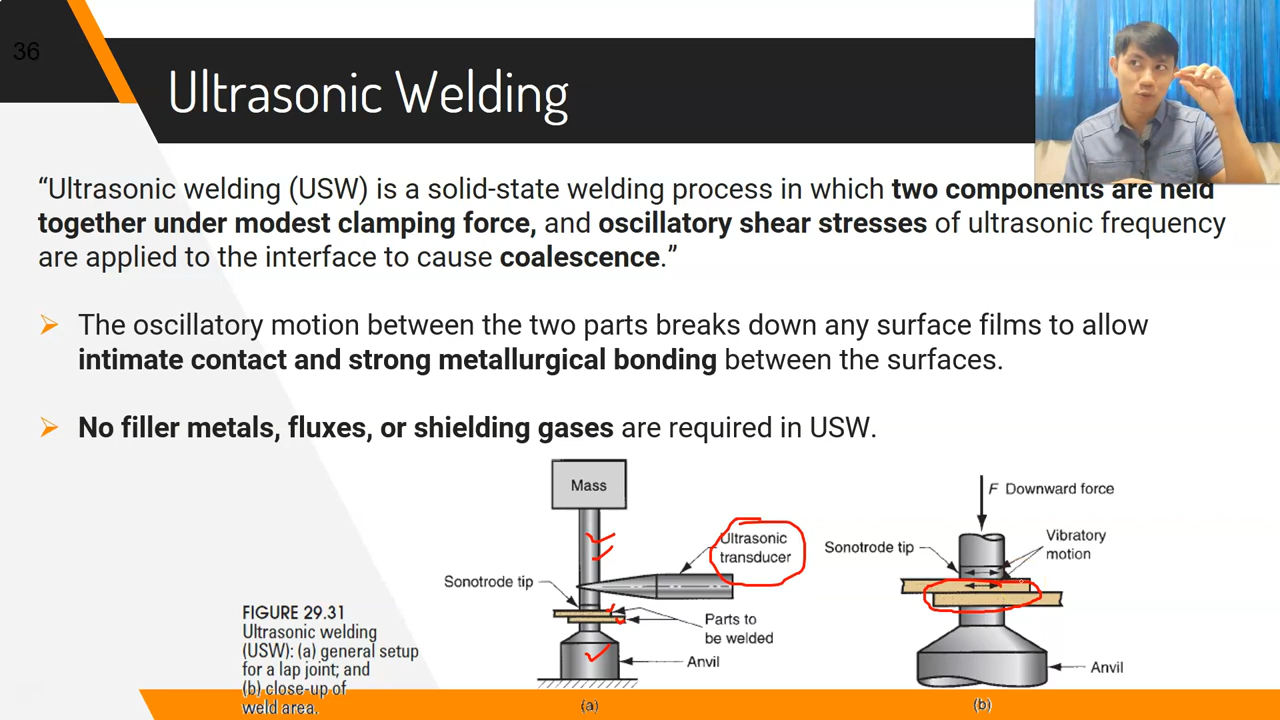 36
Ultrasonic Welding
“Ultrasonic welding (USW) is a solid-state welding process in which two components are held
together under modest clamping force, and oscillatory shear stresses of ultrasonic frequency
are applied to the interface to cause coalescence.”
➢ The oscillatory motion between the two parts breaks down any surface films to allow
intimate contact and strong metallurgical bonding between the surfaces.
➢ No filler metals, fluxes, or shielding gases are required in USW.
Mass
Ultrasonic
transducer
Sonotrode tip
Parts to
be welded
Anvil
(a)
F Downward force
Vibratory
motion
Sonotrode tip
Anvil
(b)
FIGURE 29.31
Ultrasonic welding
(USW): (a) general setup
for a lap joint; and
(b) close-up of
weld area.